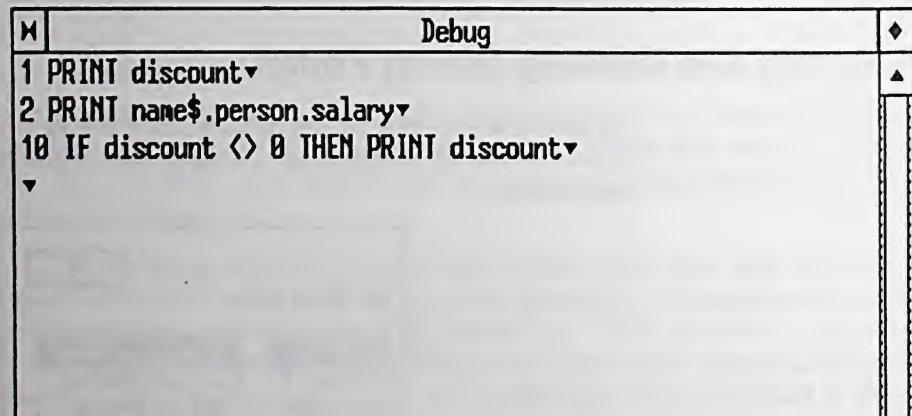 Debug
1 PRINT discount▾
2 PRINT name$.person.salary▾
10 IF discount <> 0 THEN PRINT discount▾
▾